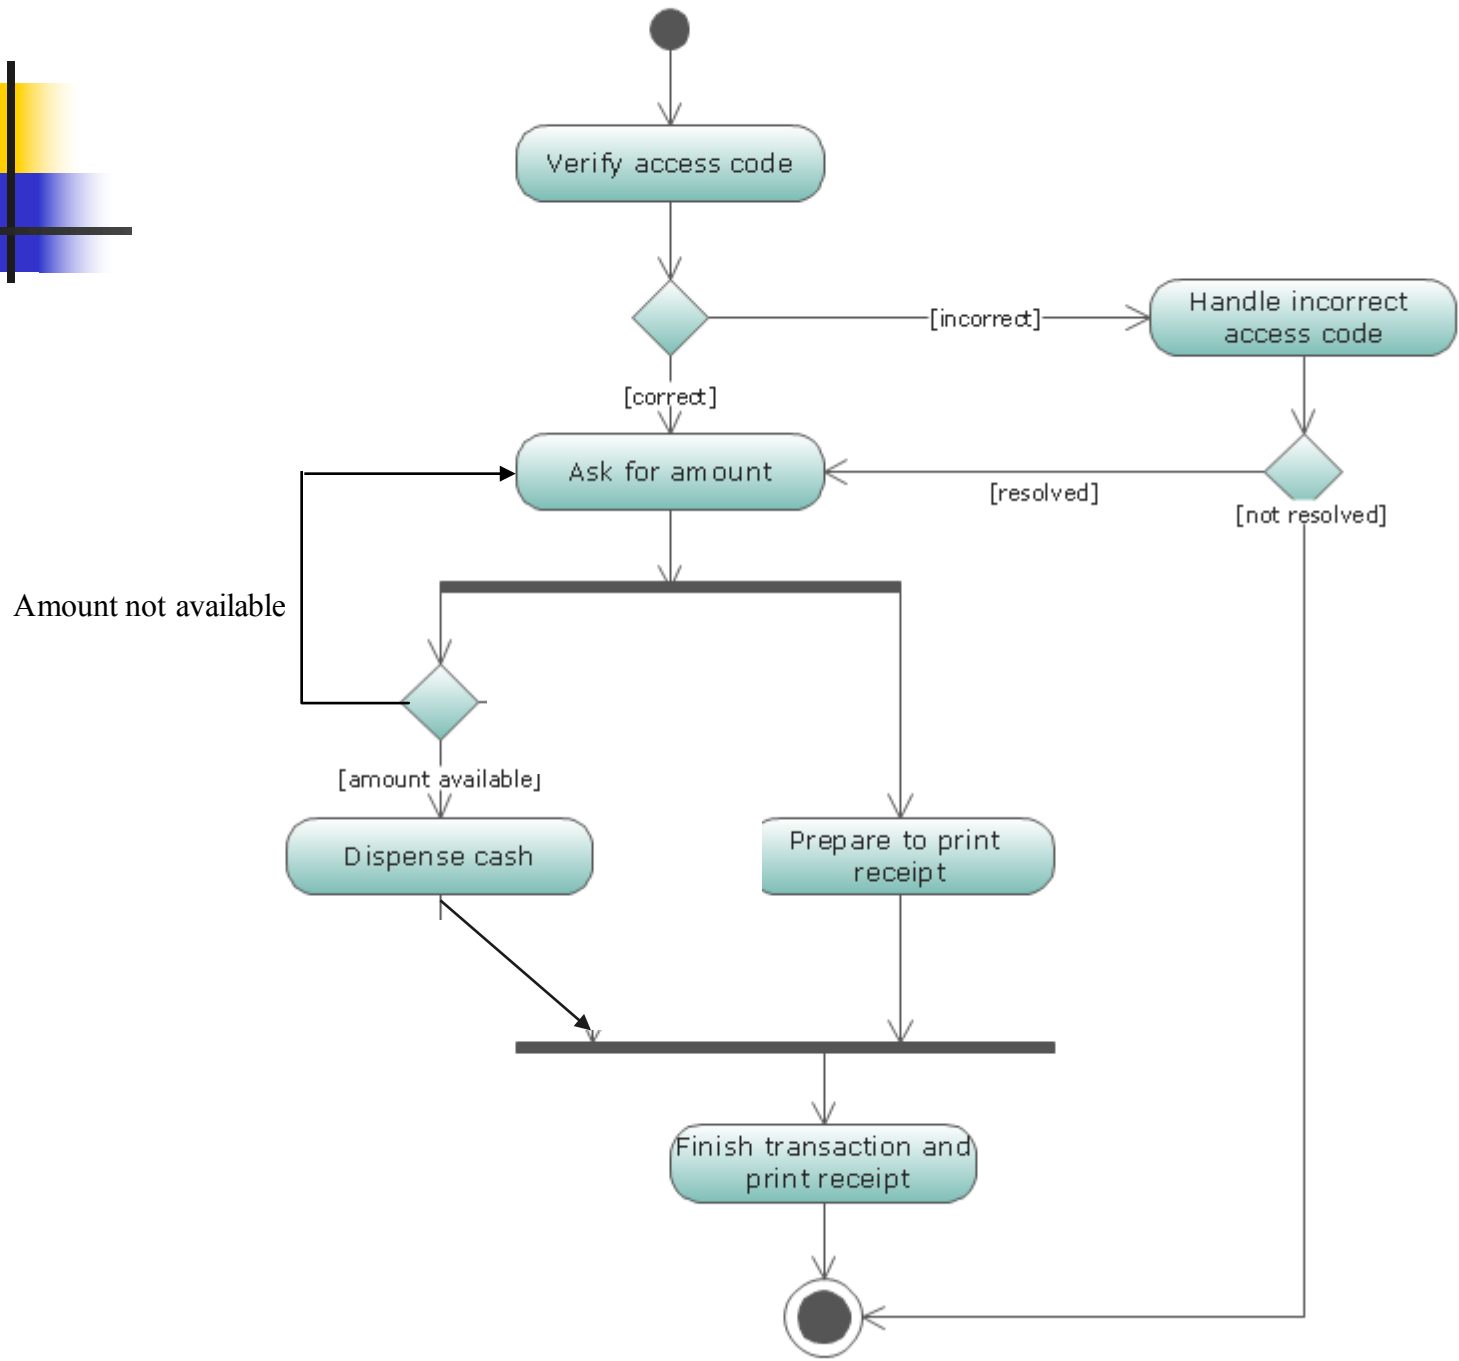 Verify access code
[incorrect]
Handle incorrect
access code
[correct]
Ask for amount
[resolved]
[not resolved]
Amount not available
[amount available]
Dispense cash
Prepare to print
receipt
Finish transaction and
print receipt